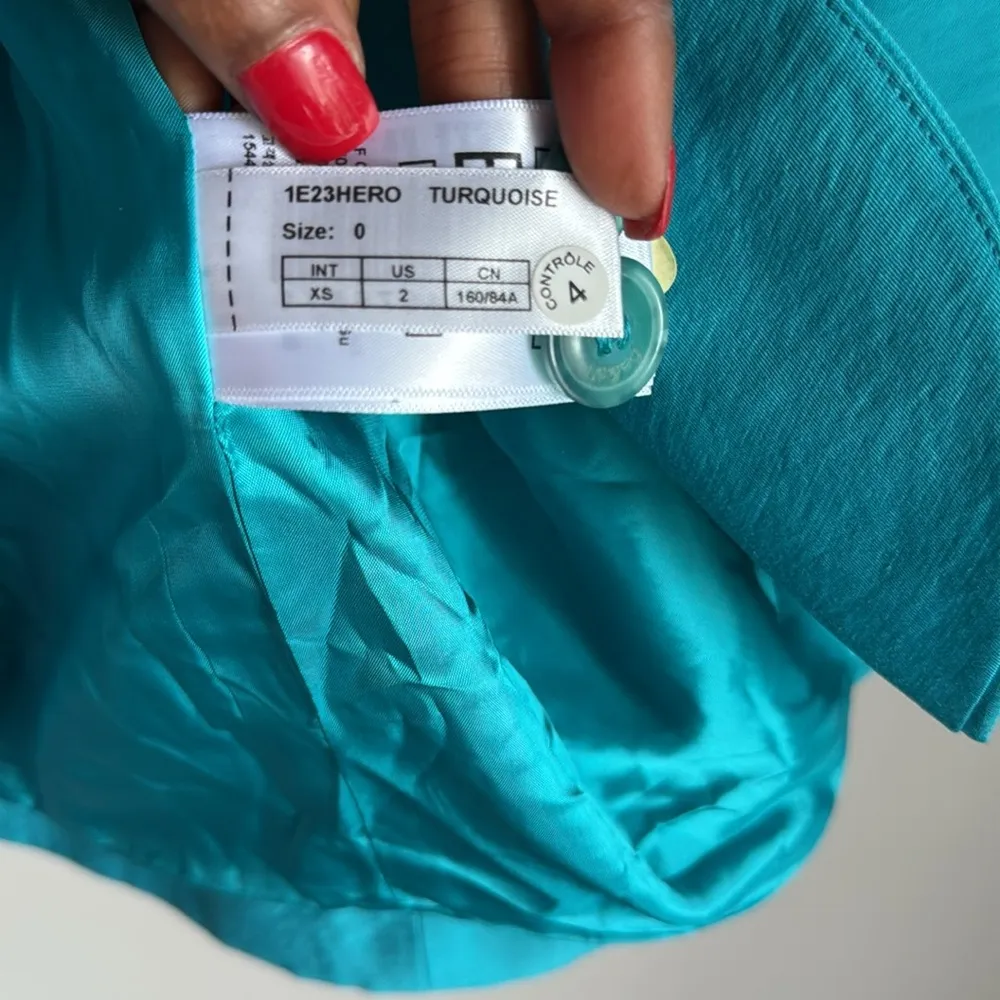 1E23HERO TURQUOISE
Size: 0
INT US CN
XS 2 160/84A
CONTRÔLE
4